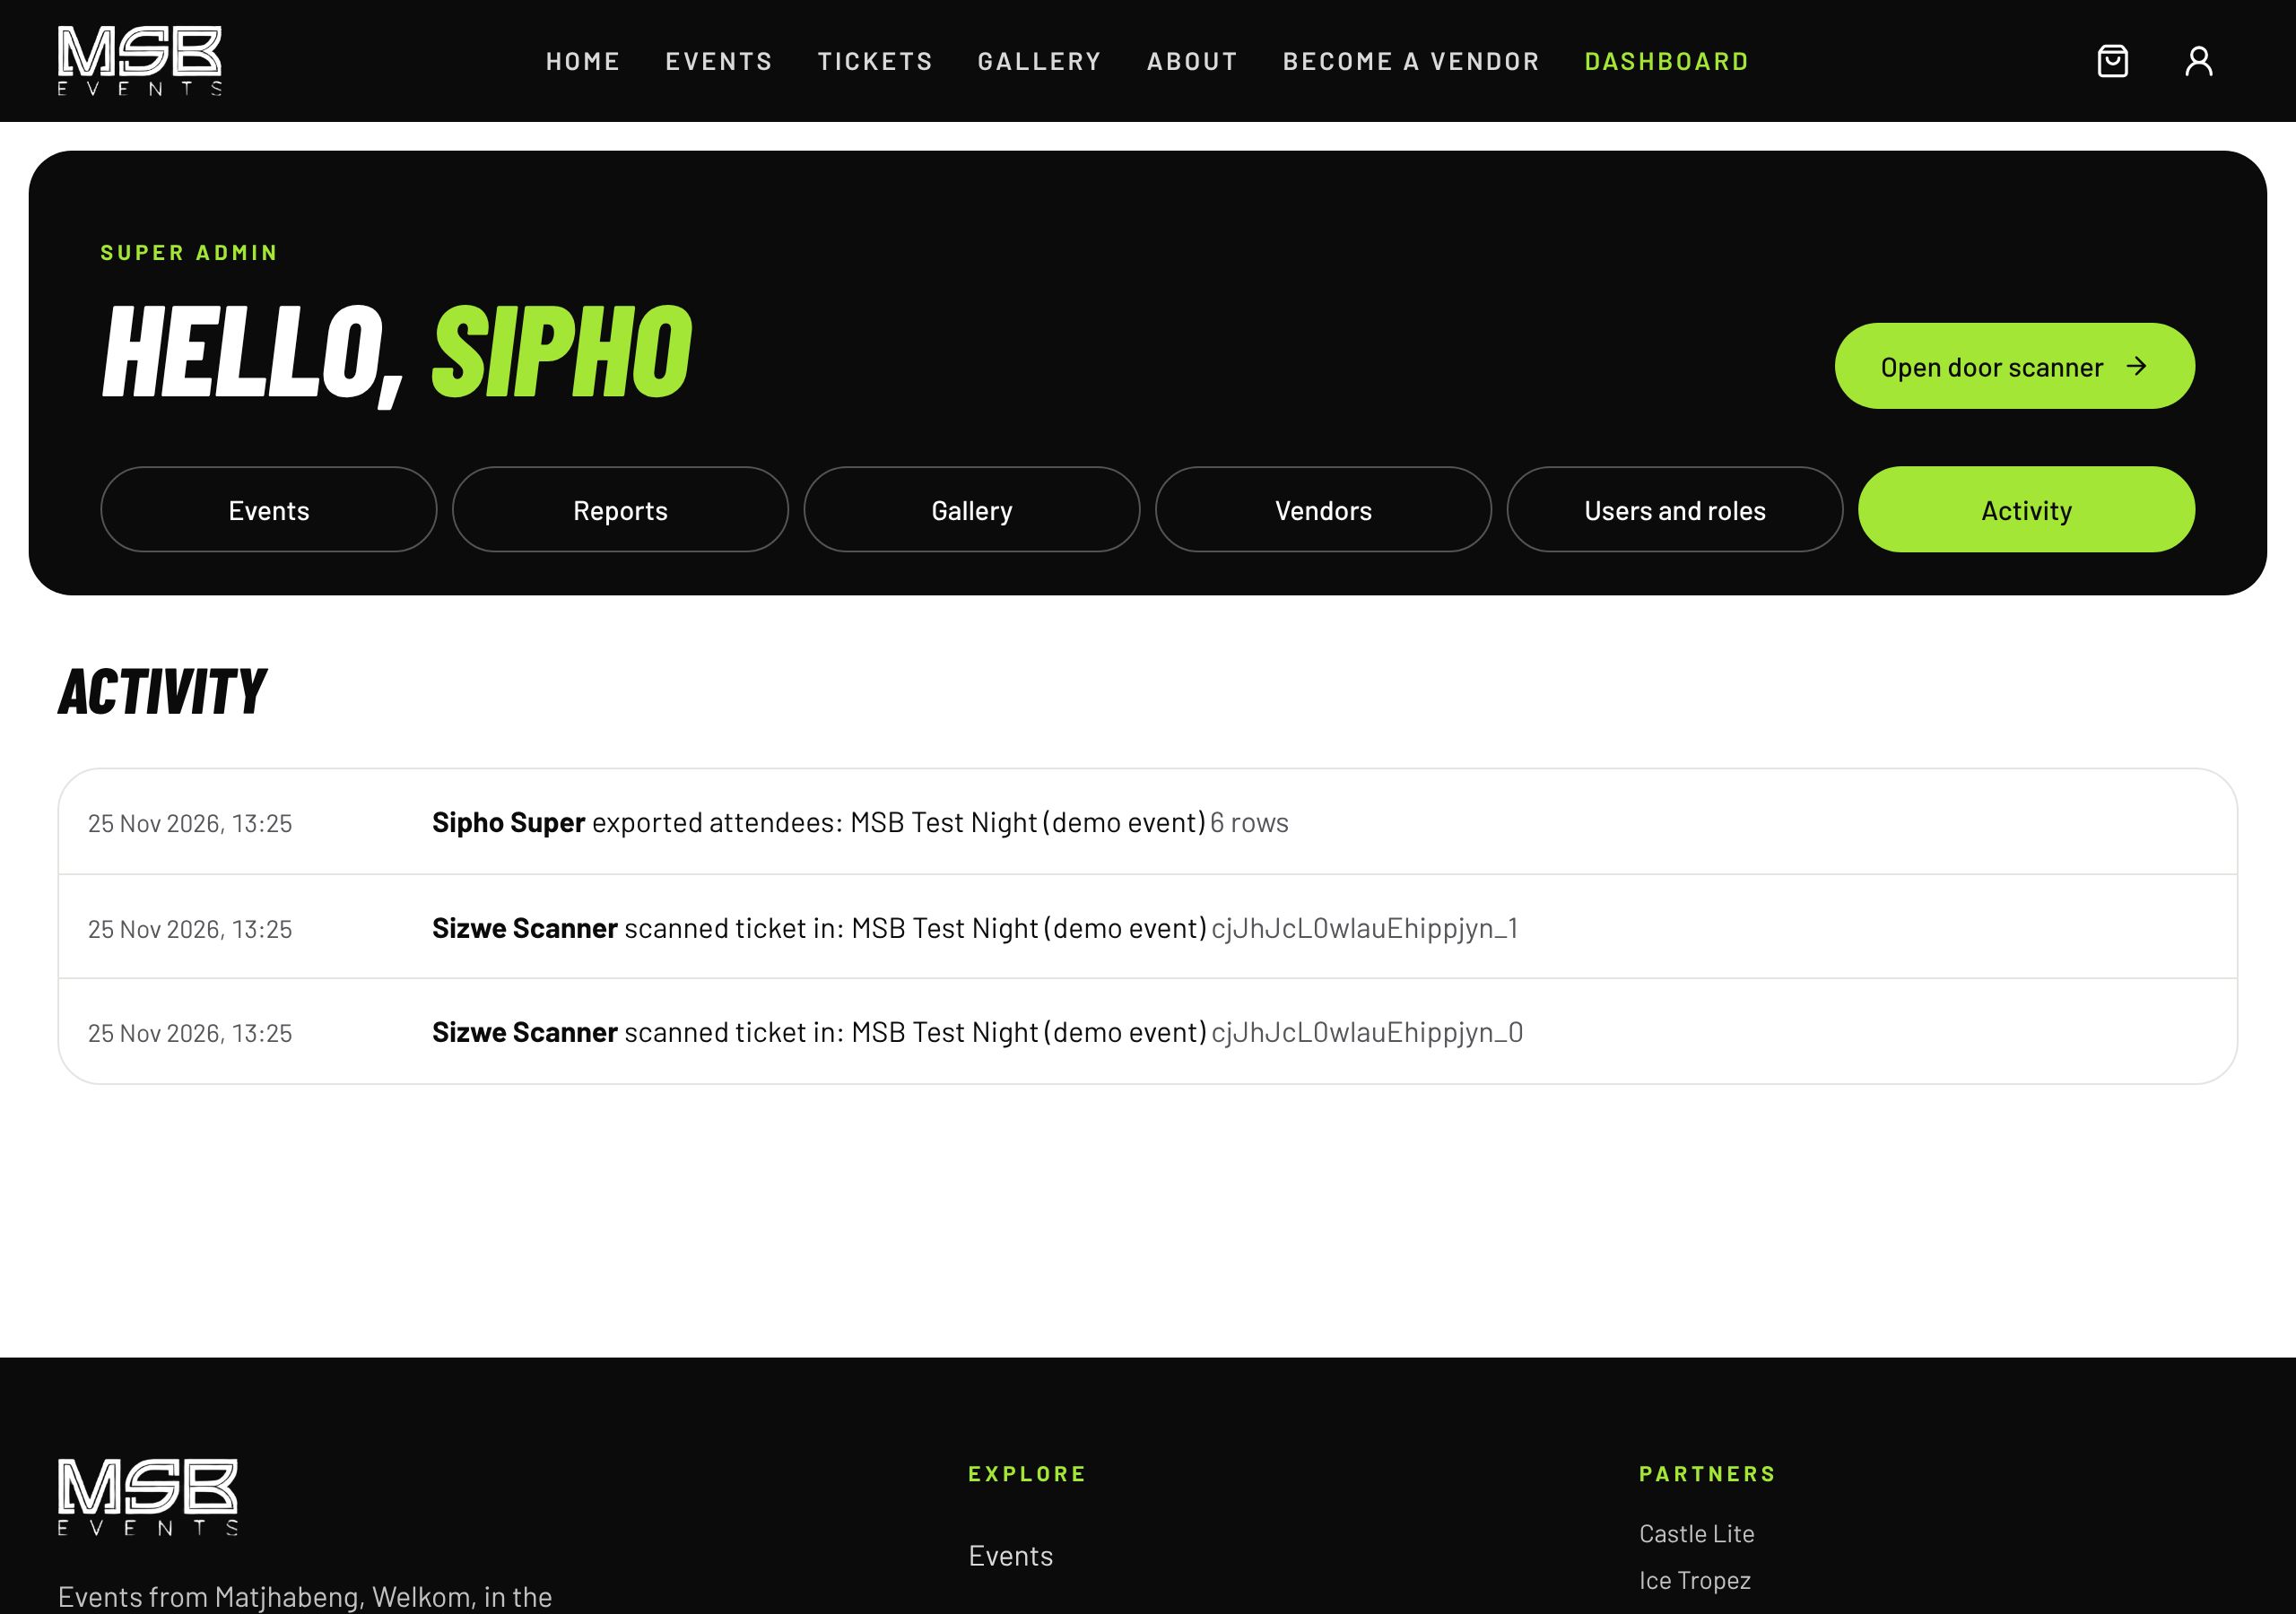 MSB
EVENTS
HOME EVENTS TICKETS GALLERY ABOUT BECOME A VENDOR DASHBOARD
SUPER ADMIN
HELLO, SIPHO
Open door scanner
Events Reports Gallery Vendors Users and roles Activity
ACTIVITY
25 Nov 2026, 13:25 Sipho Super exported attendees: MSB Test Night (demo event) 6 rows
25 Nov 2026, 13:25 Sizwe Scanner scanned ticket in: MSB Test Night (demo event) cjJhJcL0wlauEhippjyn_1
25 Nov 2026, 13:25 Sizwe Scanner scanned ticket in: MSB Test Night (demo event) cjJhJcL0wlauEhippjyn_0
MSB
EVENTS
Events from Matjhabeng, Welkom, in the
EXPLORE
Events
PARTNERS
Castle Lite
Ice Tropez